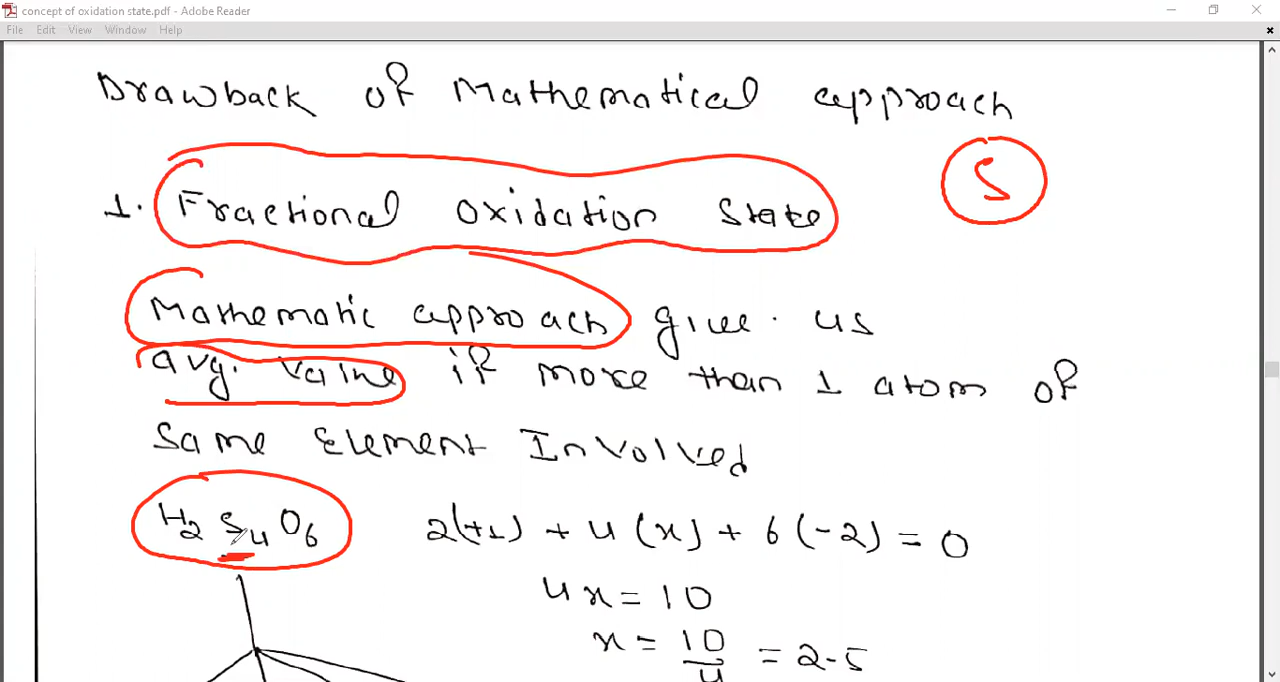 concept of oxidation state.pdf - Adobe Reader
File Edit View Window Help
Drawback of Mathematical approach
S
1. Fractional oxidation state
Mathematic approach give us
avg. value if more than 1 atom of
same Element Involved
H2 S4 O6 2(+1) + 4(x) + 6(-2) = 0
4x = 10
x = 10/4 = 2.5